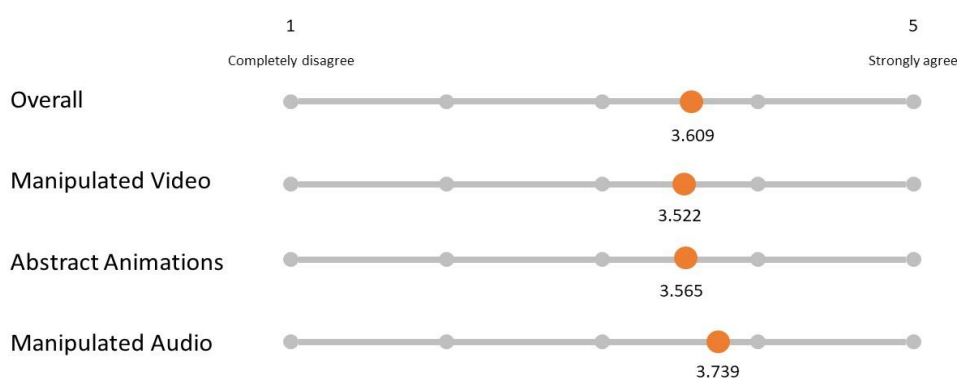 1 5
Completely disagree Strongly agree
Overall
3.609
Manipulated Video
3.522
Abstract Animations
3.565
Manipulated Audio
3.739